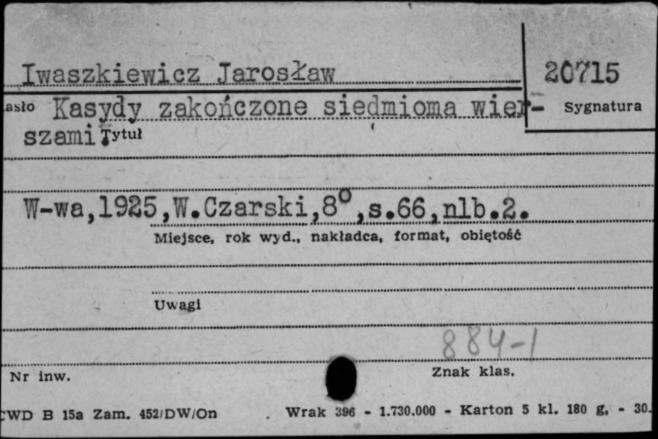 Iwaszkiewicz Jarosław
20715
asło Kasydy zakończone siedmioma wier-
Sygnatura
szami Tytuł
W-wa,1925,W.Czarski,8°,s.66,nlb.2.
Miejsce, rok wyd., nakładca, format, objętość
Uwagi
884-1
Nr inw.
Znak klas.
CWD B 15a Zam. 452/DW/On . Wrak 396 - 1.730.000 - Karton 5 kl. 180 g. - 30.